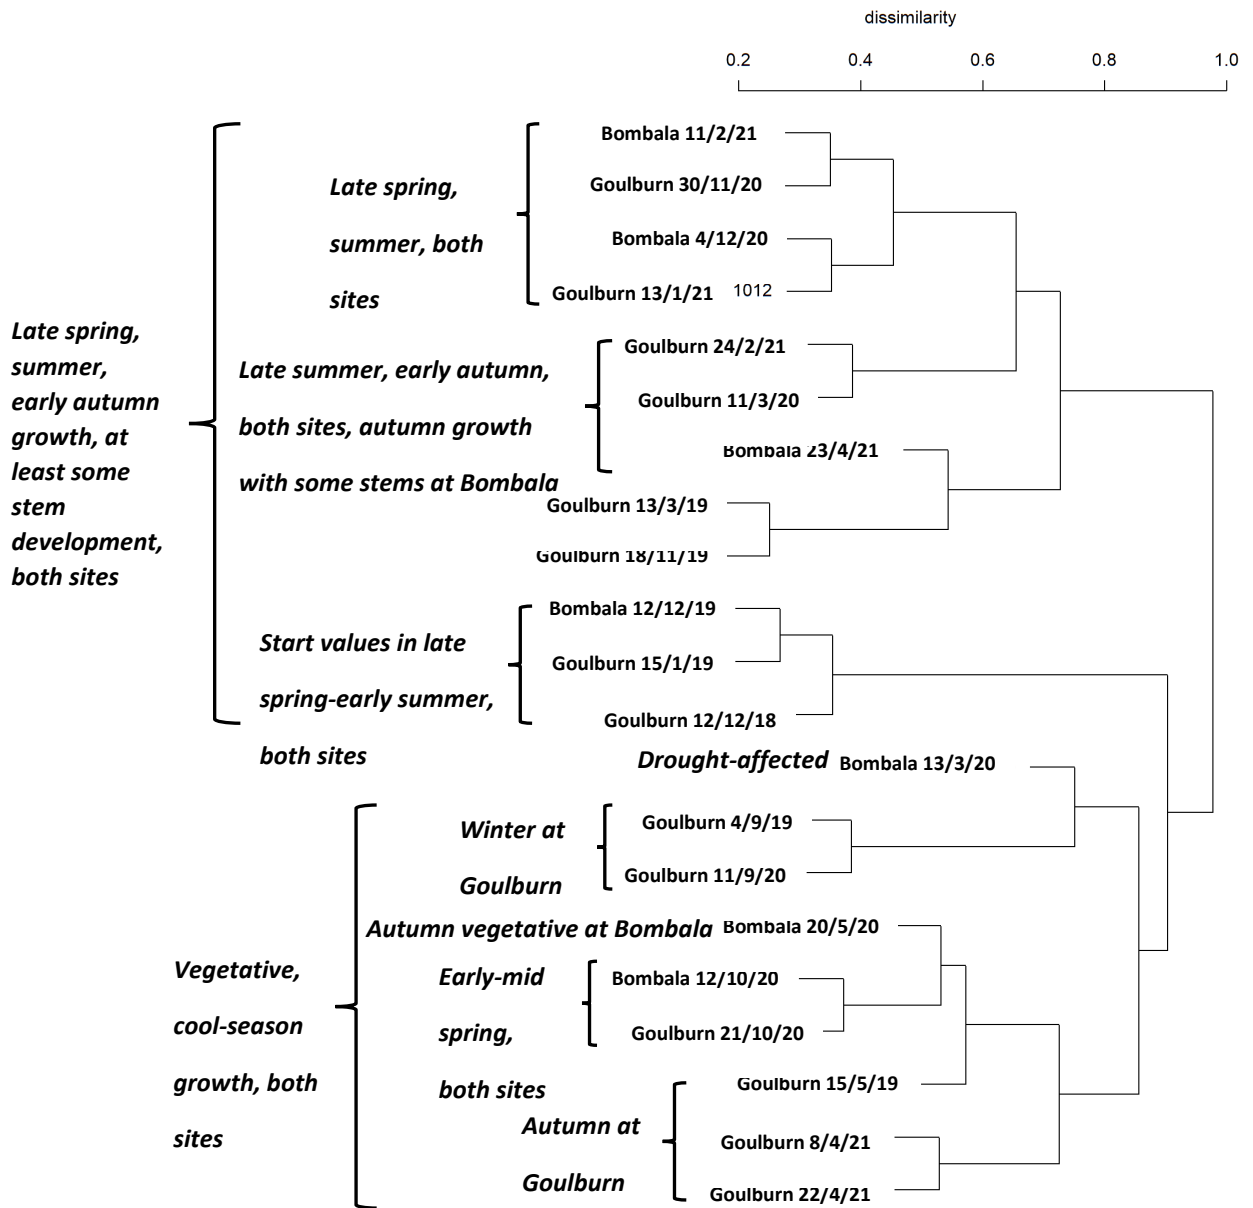 dissimilarity
0.2 0.4 0.6 0.8 1.0
Bombala 11/2/21
Goulburn 30/11/20
Bombala 4/12/20
Goulburn 13/1/21 1012
Late spring,
summer, both
sites
Goulburn 24/2/21
Goulburn 11/3/20
Bombala 23/4/21
Goulburn 13/3/19
Goulburn 18/11/19
Late summer, early autumn,
both sites, autumn growth
with some stems at Bombala
Late spring,
summer,
early autumn
growth, at
least some
stem
development,
both sites
Bombala 12/12/19
Goulburn 15/1/19
Goulburn 12/12/18
Start values in late
spring-early summer,
both sites
Drought-affected Bombala 13/3/20
Goulburn 4/9/19
Goulburn 11/9/20
Winter at
Goulburn
Autumn vegetative at Bombala Bombala 20/5/20
Bombala 12/10/20
Goulburn 21/10/20
Early-mid
spring,
both sites
Goulburn 15/5/19
Goulburn 8/4/21
Goulburn 22/4/21
Autumn at
Goulburn
Vegetative,
cool-season
growth, both
sites